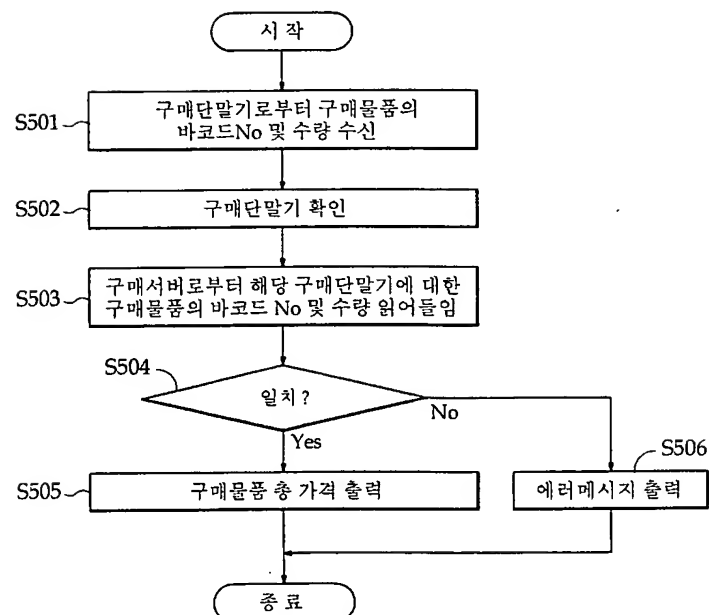 시 작
S501
구매단말기로부터 구매물품의
바코드No 및 수량 수신
S502
구매단말기 확인
S503
구매서버로부터 해당 구매단말기에 대한
구매물품의 바코드 No 및 수량 읽어들임
S504
일치?
No
Yes
S505
구매물품 총 가격 출력
S506
에러메시지 출력
종 료